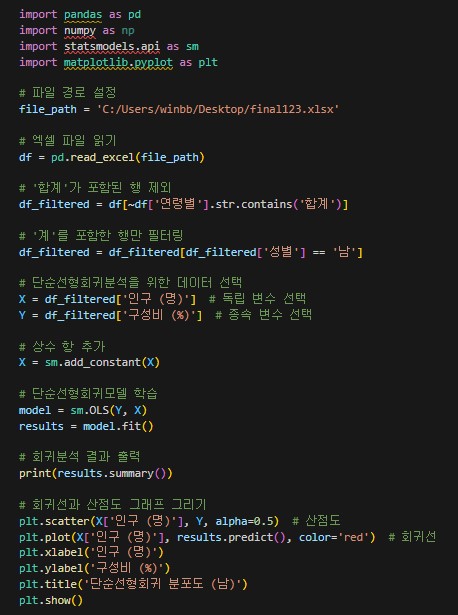 import pandas as pd
import numpy as np
import statsmodels.api as sm
import matplotlib.pyplot as plt
# 파일 경로 설정
file_path = 'C:/Users/winbb/Desktop/final123.xlsx'
# 엑셀 파일 읽기
df = pd.read_excel(file_path)
# '합계'가 포함된 행 제외
df_filtered = df[~df['연령별'].str.contains('합계')]
# '계'를 포함한 행만 필터링
df_filtered = df_filtered[df_filtered['성별'] == '남']
# 단순선형회귀분석을 위한 데이터 선택
X = df_filtered['인구 (명)']  # 독립 변수 선택
Y = df_filtered['구성비 (%)']  # 종속 변수 선택
# 상수 항 추가
X = sm.add_constant(X)
# 단순선형회귀모델 학습
model = sm.OLS(Y, X)
results = model.fit()
# 회귀분석 결과 출력
print(results.summary())
# 회귀선과 산점도 그래프 그리기
plt.scatter(X['인구 (명)'], Y, alpha=0.5)  # 산점도
plt.plot(X['인구 (명)'], results.predict(), color='red')  # 회귀선
plt.xlabel('인구 (명)')
plt.ylabel('구성비 (%)')
plt.title('단순선형회귀 분포도 (남)')
plt.show()